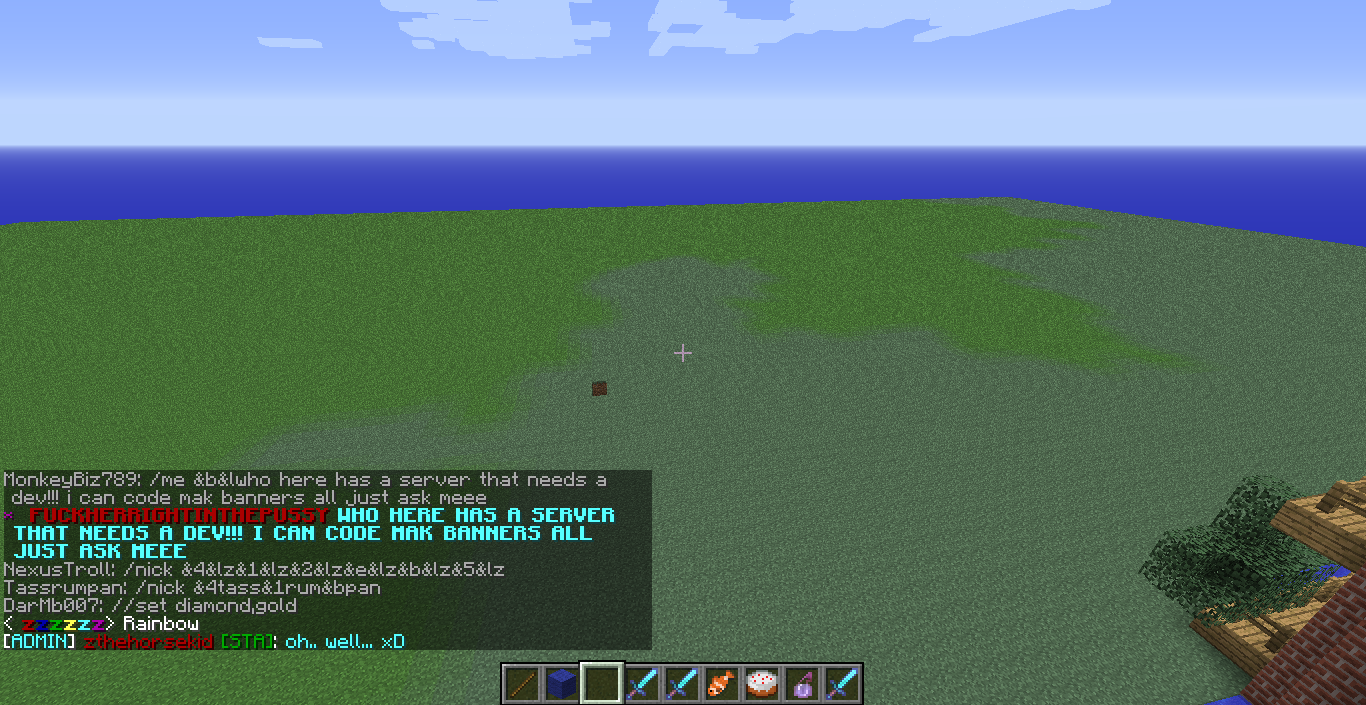 MonkeyBiz789: /me &b&lwho here has a server that needs a
dev!!! i can code mak banners all ,just ask meee
* FUCKHERRIGHTINTHEPUSSY WHO HERE HAS A SERVER
THAT NEEDS A DEV!!! I CAN CODE MAK BANNERS ALL
JUST ASK MEEE
NexusTroll: /nick &4&lz&1&lz&2&lz&e&lz&b&lz&5&lz
Tassrumpan: /nick &4tass&1rum&bpan
DarMb007: //set diamond,gold
< zzzzzz> Rainbow
[ADMIN] zthehorsekid [STA]: oh.. well... xD